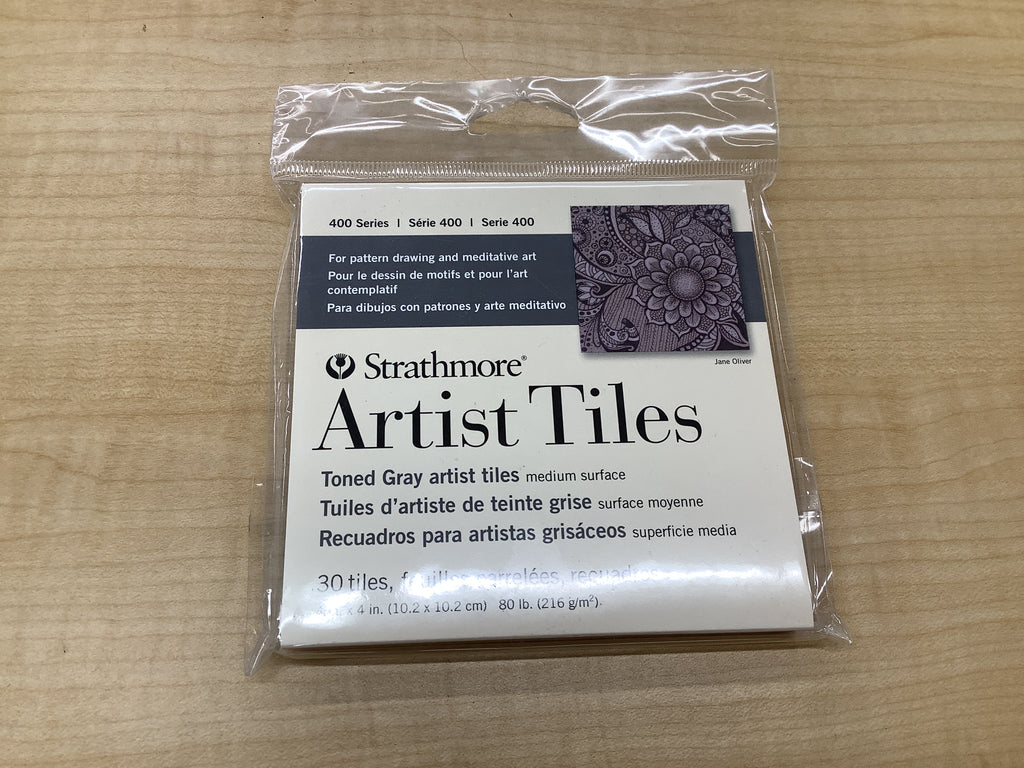 400 Series | Série 400 | Serie 400
For pattern drawing and meditative art
Pour le dessin de motifs et pour l'art
contemplatif
Para dibujos con patrones y arte meditativo
Jane Oliver
Strathmore®
Artist Tiles
Toned Gray artist tiles medium surface
Tuiles d'artiste de teinte grise surface moyenne
Recuadros para artistas grisáceos superficie media
30 tiles, feuilles carrelées, recuadros
x 4 in. (10.2 x 10.2 cm) 80 lb. (216 g/m²).